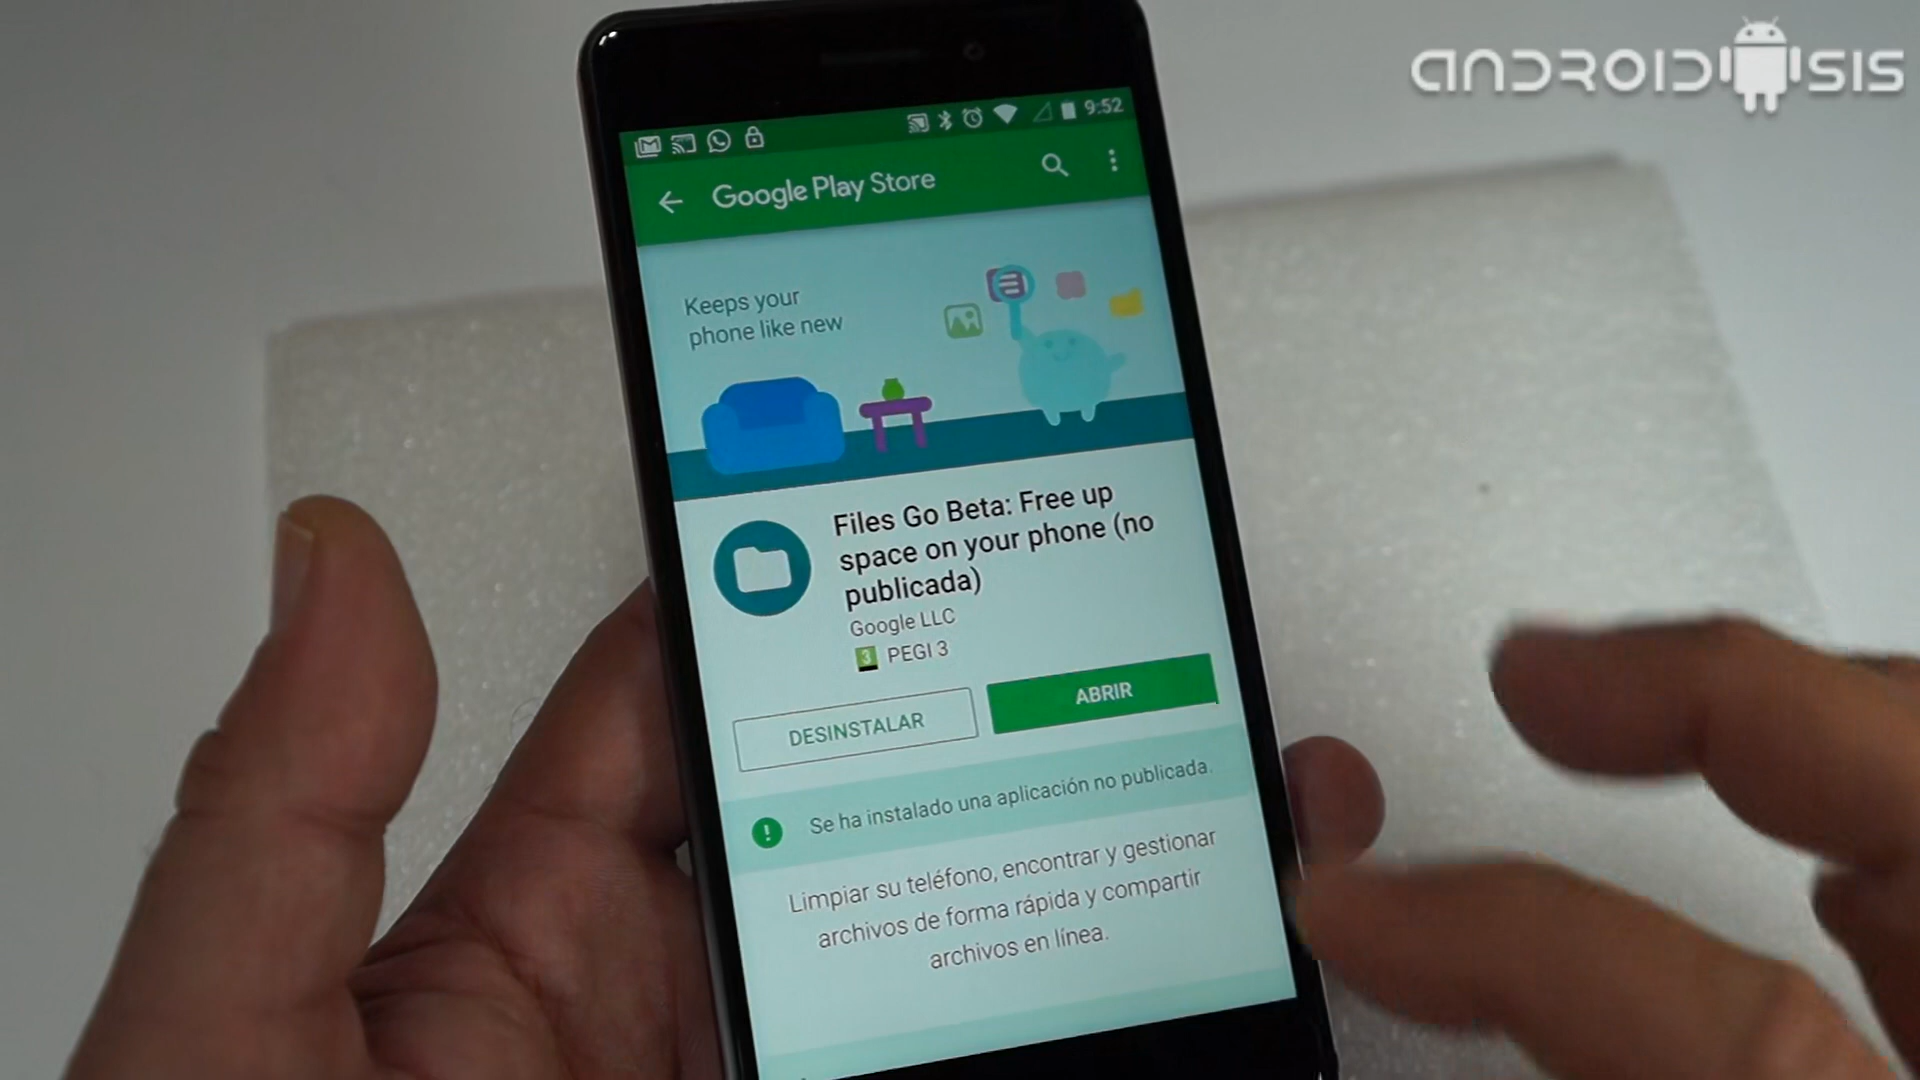 ANDROIDSIS
9:52
Google Play Store
Keeps your
phone like new
Files Go Beta: Free up
space on your phone (no
publicada)
Google LLC
3 PEGI 3
DESINSTALAR
ABRIR
Se ha instalado una aplicación no publicada.
Limpiar su teléfono, encontrar y gestionar
archivos de forma rápida y compartir
archivos en línea.